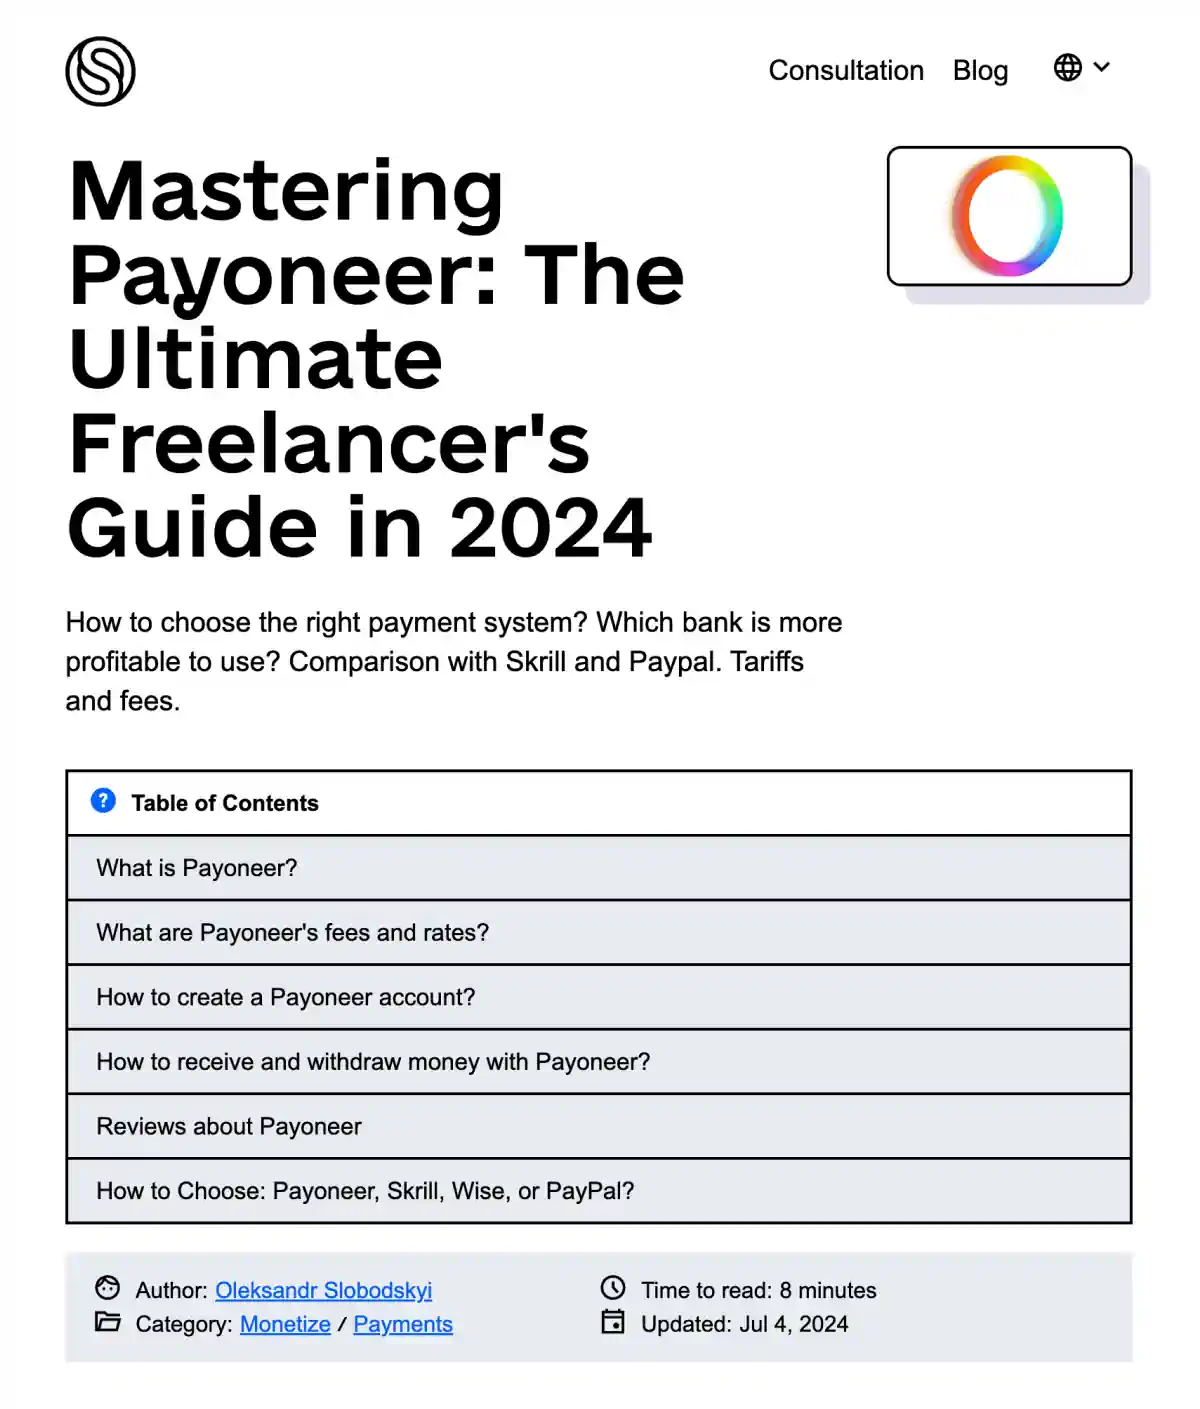 Consultation Blog
Mastering
Payoneer: The
Ultimate
Freelancer's
Guide in 2024
How to choose the right payment system? Which bank is more
profitable to use? Comparison with Skrill and Paypal. Tariffs
and fees.
? Table of Contents
What is Payoneer?
What are Payoneer's fees and rates?
How to create a Payoneer account?
How to receive and withdraw money with Payoneer?
Reviews about Payoneer
How to Choose: Payoneer, Skrill, Wise, or PayPal?
Author: Oleksandr Slobodskyi
Category: Monetize / Payments
Time to read: 8 minutes
Updated: Jul 4, 2024